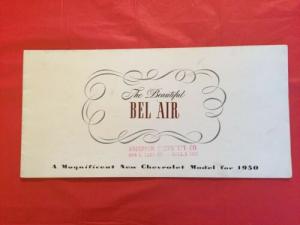 The Beautiful
BEL AIR
A Magnificent New Chevrolet Model for 1950